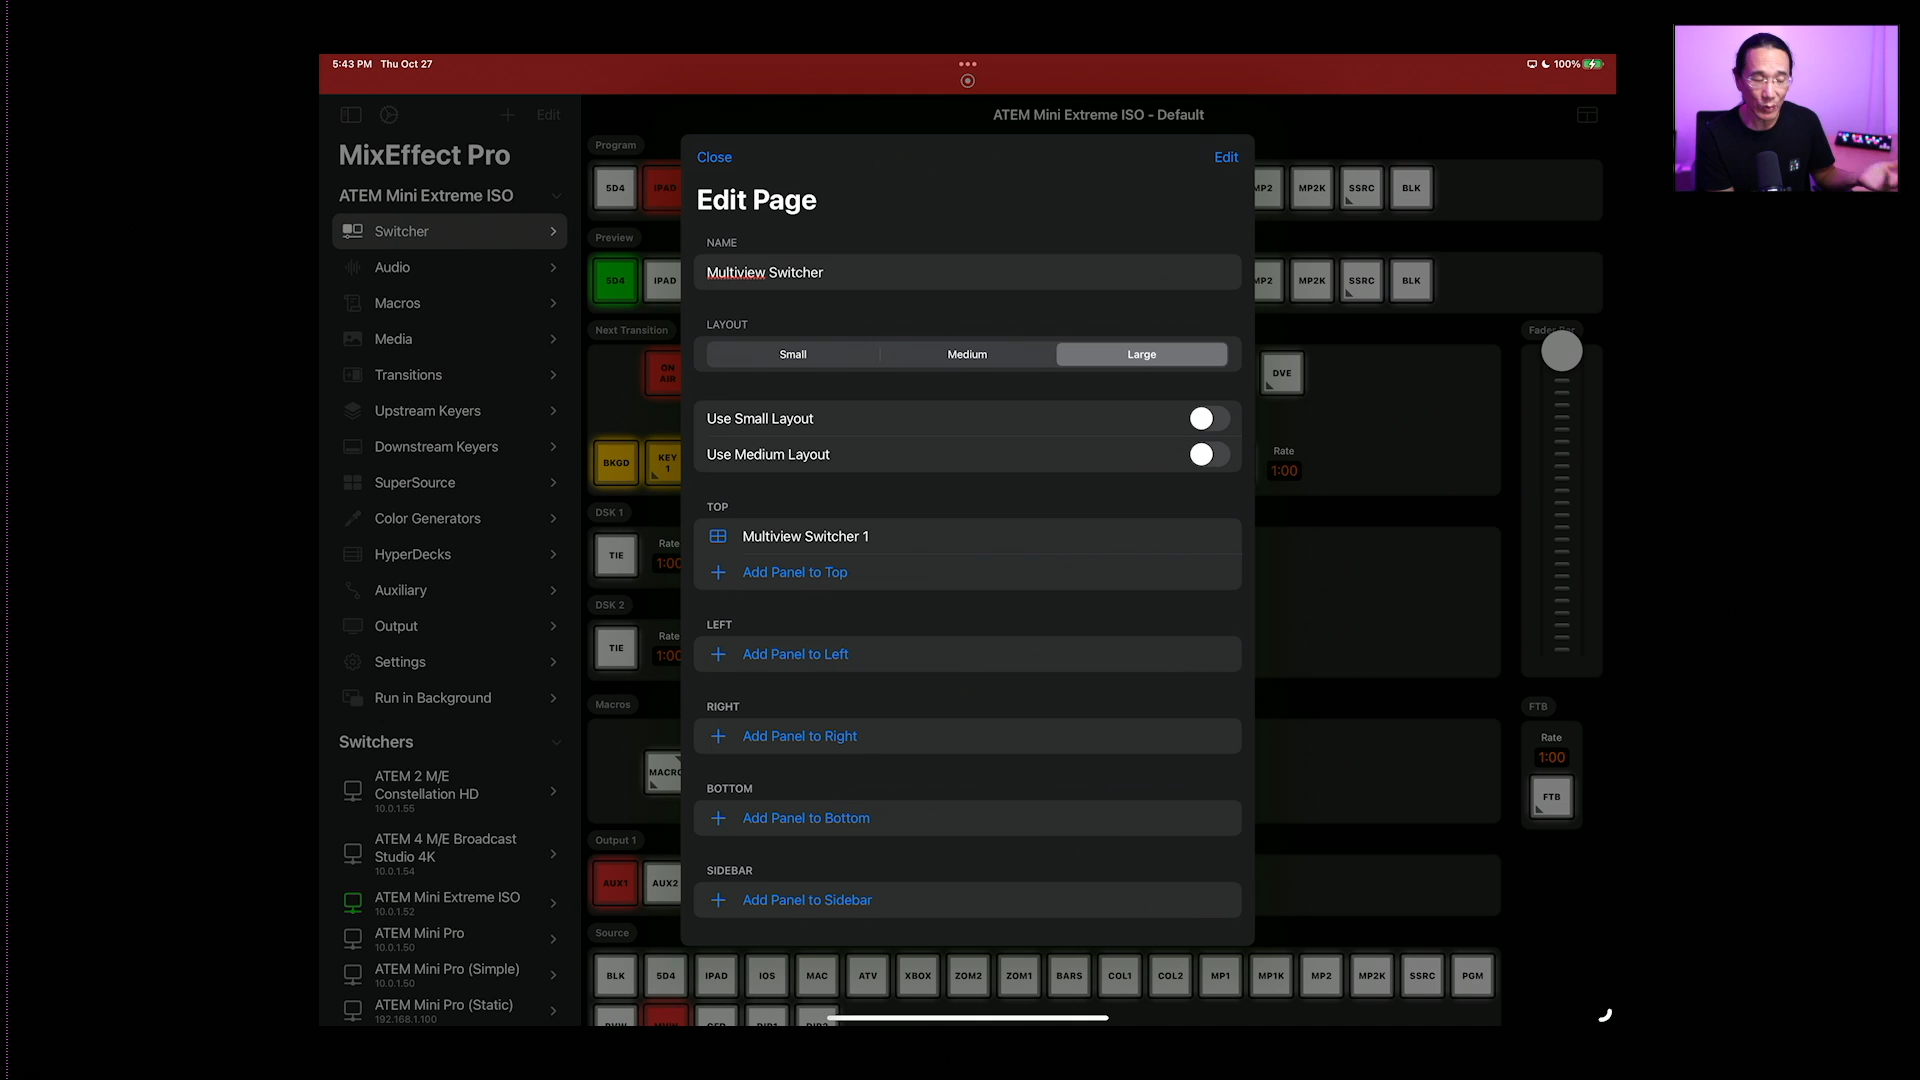 5:43 PM Thu Oct 27
100%
Edit
ATEM Mini Extreme ISO - Default
MixEffect Pro
ATEM Mini Extreme ISO
Switcher
Audio
Macros
Media
Transitions
Upstream Keyers
Downstream Keyers
SuperSource
Color Generators
HyperDecks
Auxiliary
Output
Settings
Run in Background
Switchers
ATEM 2 M/E
Constellation HD
10.0.1.55
ATEM 4 M/E Broadcast
Studio 4K
10.0.1.54
ATEM Mini Extreme ISO
10.0.1.52
ATEM Mini Pro
10.0.1.50
ATEM Mini Pro (Simple)
10.0.1.50
ATEM Mini Pro (Static)
192.168.1.100
Program
5D4 IPAD
MP2 MP2K SSRC BLK
Preview
5D4 IPAD
MP2 MP2K SSRC BLK
Next Transition
ON
AIR
BKGD KEY
1
DSK 1
TIE
Rate
1:00
DSK 2
TIE
Rate
1:00
Macros
MACRO
Output 1
AUX1 AUX2
Source
BLK 5D4 IPAD IOS MAC ATV XBOX ZOM2 ZOM1 BARS COL1 COL2 MP1 MP1K MP2 MP2K SSRC PGM
Close
Edit
Edit Page
NAME
Multiview Switcher
LAYOUT
Small Medium Large
Use Small Layout
Use Medium Layout
TOP
Multiview Switcher 1
Add Panel to Top
LEFT
Add Panel to Left
RIGHT
Add Panel to Right
BOTTOM
Add Panel to Bottom
SIDEBAR
Add Panel to Sidebar
DVE
Rate
1:00
Fader Bar
FTB
Rate
1:00
FTB